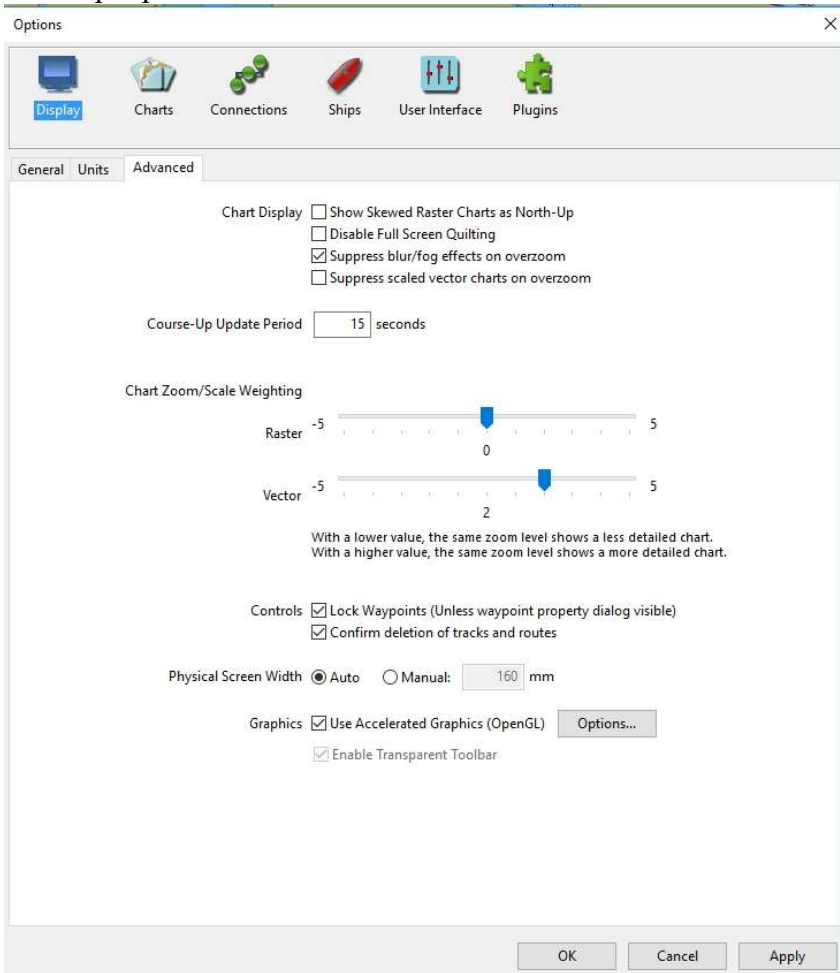 Options
Display Charts Connections Ships User Interface Plugins
General Units Advanced
Chart Display Show Skewed Raster Charts as North-Up
Disable Full Screen Quilting
Suppress blur/fog effects on overzoom
Suppress scaled vector charts on overzoom
Course-Up Update Period 15 seconds
Chart Zoom/Scale Weighting
Raster -5 5
0
Vector -5 5
2
With a lower value, the same zoom level shows a less detailed chart.
With a higher value, the same zoom level shows a more detailed chart.
Controls Lock Waypoints (Unless waypoint property dialog visible)
Confirm deletion of tracks and routes
Physical Screen Width Auto Manual: 160 mm
Graphics Use Accelerated Graphics (OpenGL) Options...
Enable Transparent Toolbar
OK Cancel Apply